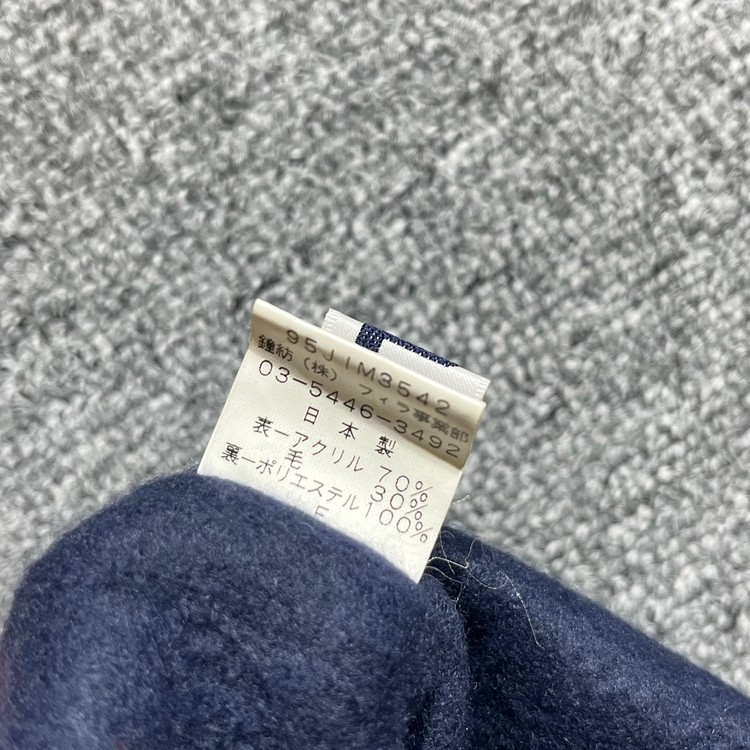 95JIM3542
鐘紡（株）フィラ事業部
03-5446-3492
日本製
表ーアクリル 70%
毛 30%
裏ーポリエステル100%
F